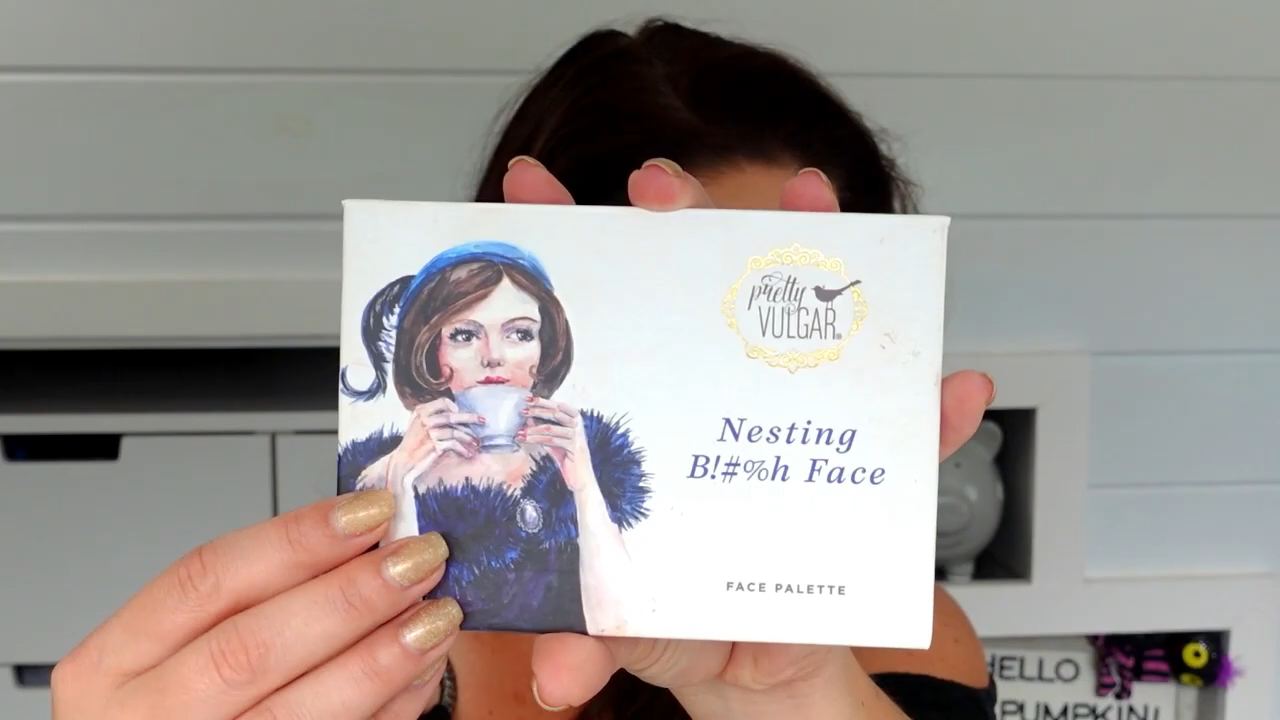 pretty
VULGAR®
Nesting
B!#%h Face
FACE PALETTE
HELLO
PUMPKIN!